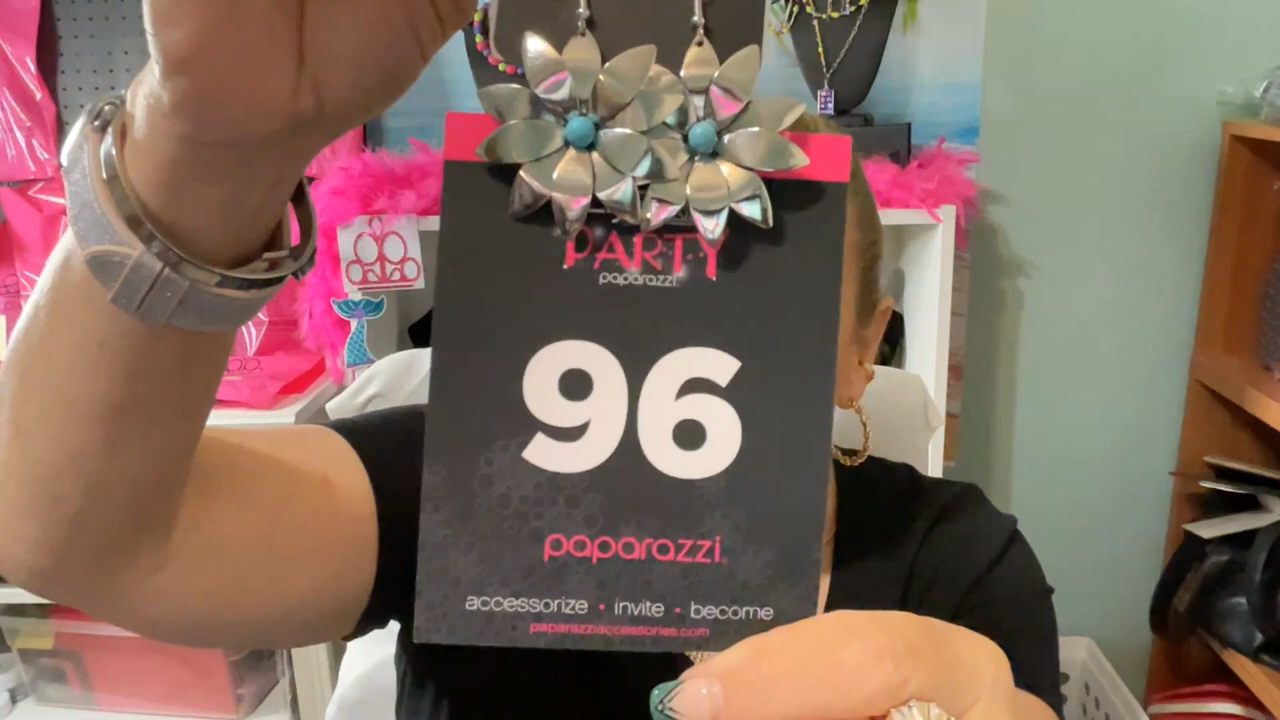 PARTY
paparazzi
96
paparazzi
accessorize • invite • become
paparazziaccessories.com